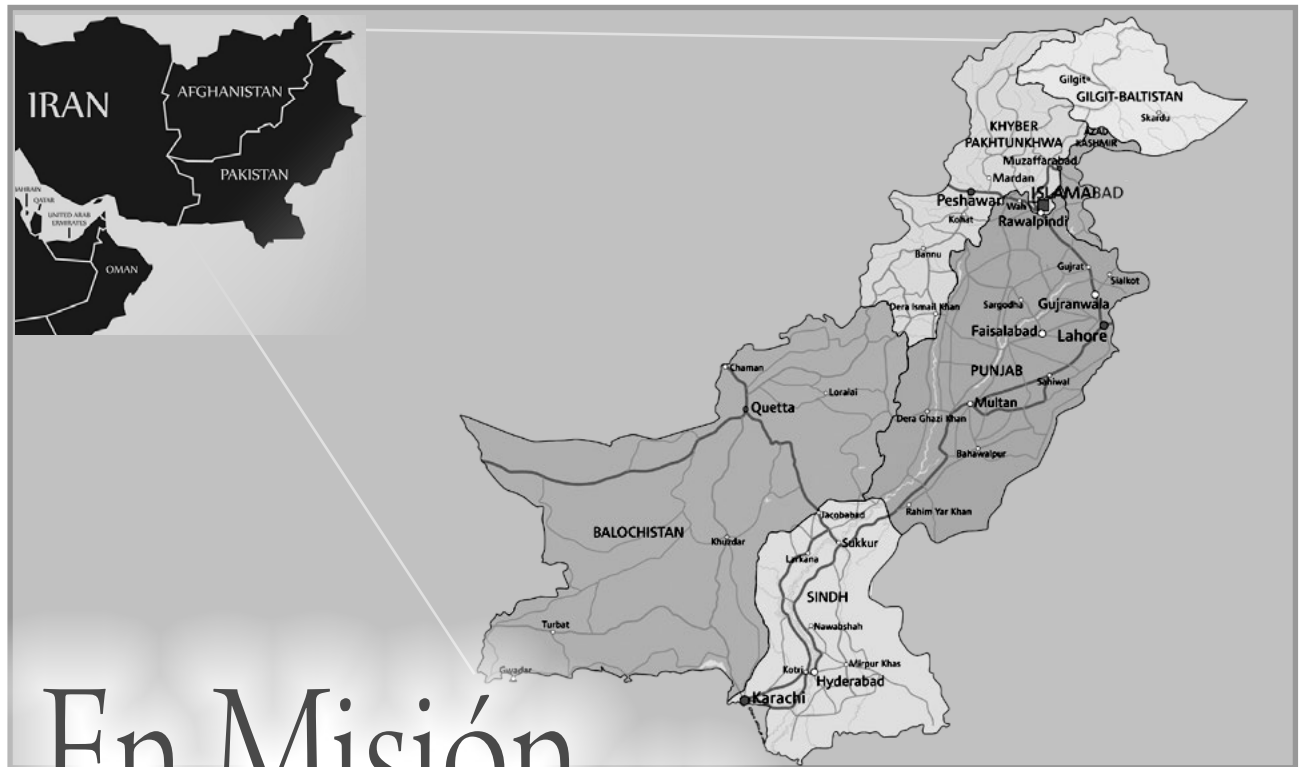 IRAN
AFGHANISTAN
PAKISTAN
QATAR
UNITED ARAB
EMIRATES
OMAN
Gilgit
GILGIT-BALTISTAN
Skardu
KHYBER
PAKHTUNKHWA
AZAD
KASHMIR
Muzaffarabad
Mardan
ISLAMABAD
Peshawar
Wah
Kohat
Rawalpindi
Bannu
Gujrat
Sialkot
Dera Ismail Khan
Sargodha
Gujranwala
Faisalabad
Lahore
Chaman
PUNJAB
Sahiwal
Loralai
Quetta
Multan
Dera Ghazi Khan
Bahawalpur
Jacobabad
Rahim Yar Khan
BALOCHISTAN
Khuzdar
Sukkur
Larkana
SINDH
Turbat
Nawabshah
Gwadar
Kotri
Mirpur Khas
Hyderabad
Karachi
En Misión